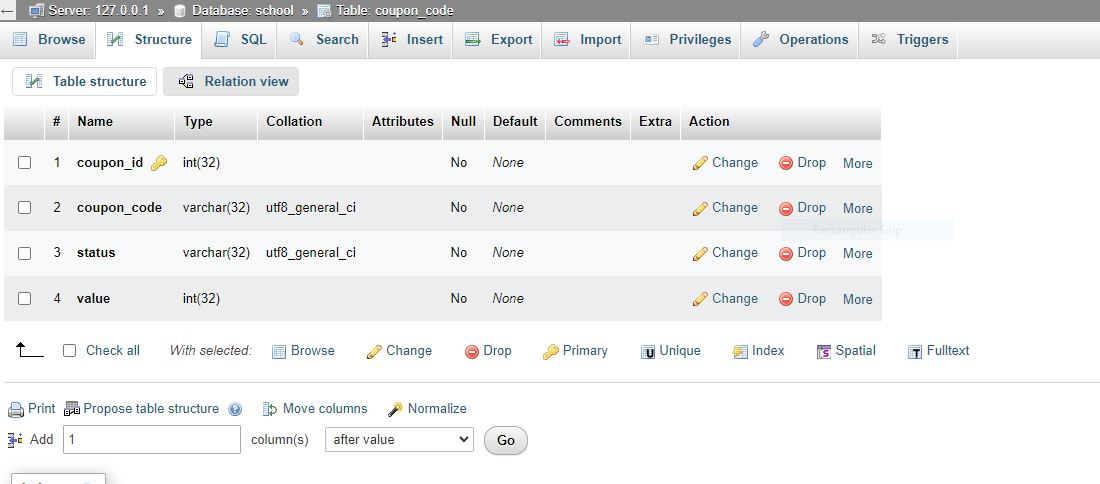 Server: 127.0.0.1 » Database: school » Table: coupon_code
Browse Structure SQL Search Insert Export Import Privileges Operations Triggers
Table structure Relation view
# Name Type Collation Attributes Null Default Comments Extra Action
1 coupon_id int(32) No None Change Drop More
2 coupon_code varchar(32) utf8_general_ci No None Change Drop More
Rectangular Snip
3 status varchar(32) utf8_general_ci No None Change Drop More
4 value int(32) No None Change Drop More
Check all With selected: Browse Change Drop Primary Unique Index Spatial Fulltext
Print Propose table structure Move columns Normalize
Add 1 column(s) after value Go